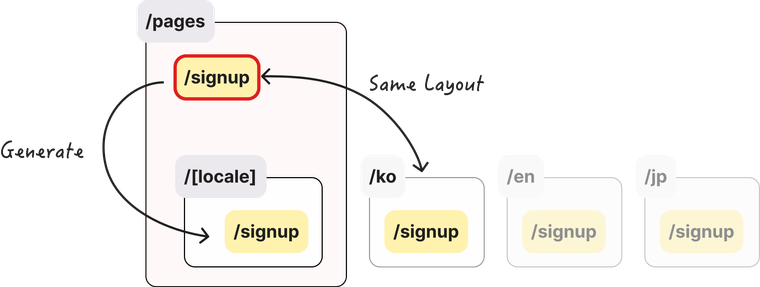 /pages
/signup
Same Layout
Generate
/[locale]
/ko
/en
/jp
/signup
/signup
/signup
/signup